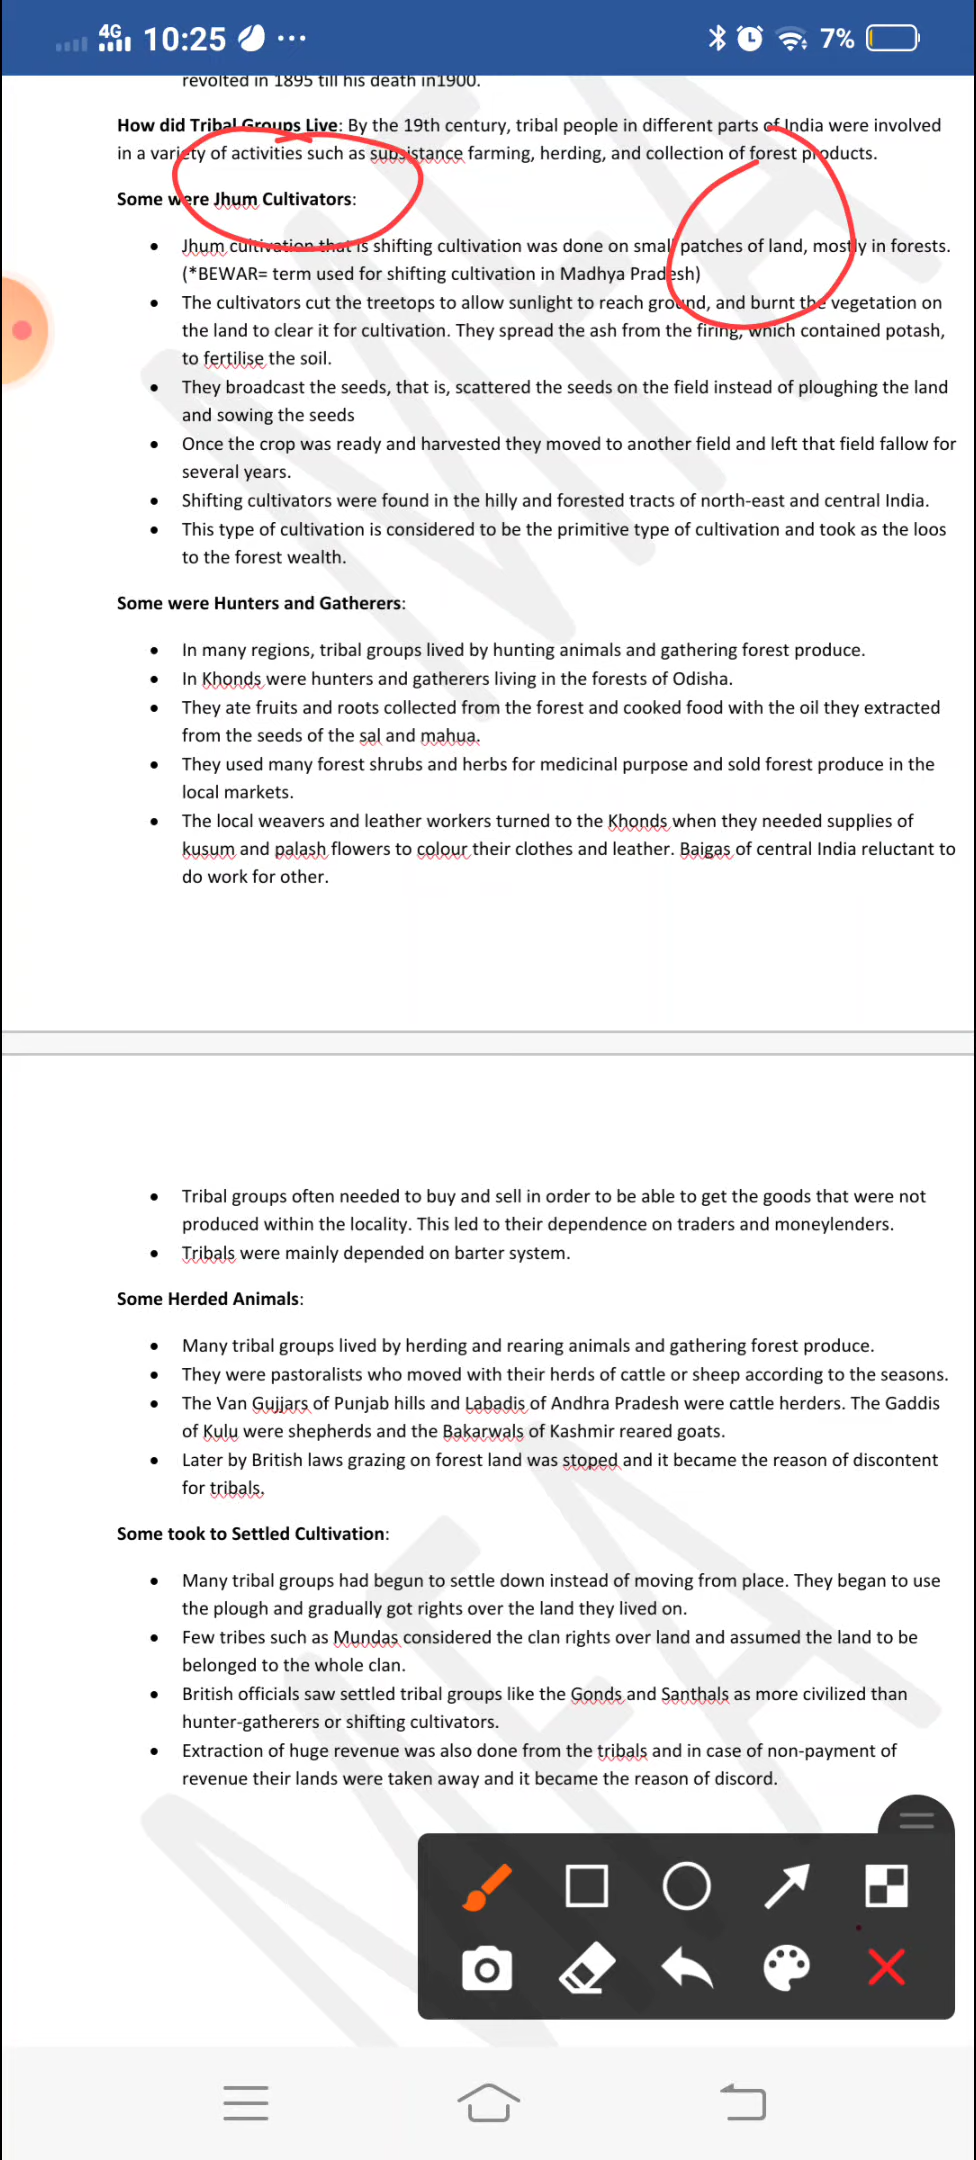 4G 10:25 ... 7%
revolted in 1895 till his death in1900.
How did Tribal Groups Live: By the 19th century, tribal people in different parts of India were involved
in a variety of activities such as subsistance farming, herding, and collection of forest products.
Some were Jhum Cultivators:
• Jhum cultivation that is shifting cultivation was done on small patches of land, mostly in forests.
(*BEWAR= term used for shifting cultivation in Madhya Pradesh)
• The cultivators cut the treetops to allow sunlight to reach ground, and burnt the vegetation on
the land to clear it for cultivation. They spread the ash from the firing, which contained potash,
to fertilise the soil.
• They broadcast the seeds, that is, scattered the seeds on the field instead of ploughing the land
and sowing the seeds
• Once the crop was ready and harvested they moved to another field and left that field fallow for
several years.
• Shifting cultivators were found in the hilly and forested tracts of north-east and central India.
• This type of cultivation is considered to be the primitive type of cultivation and took as the loos
to the forest wealth.
Some were Hunters and Gatherers:
• In many regions, tribal groups lived by hunting animals and gathering forest produce.
• In Khonds were hunters and gatherers living in the forests of Odisha.
• They ate fruits and roots collected from the forest and cooked food with the oil they extracted
from the seeds of the sal and mahua.
• They used many forest shrubs and herbs for medicinal purpose and sold forest produce in the
local markets.
• The local weavers and leather workers turned to the Khonds when they needed supplies of
kusum and palash flowers to colour their clothes and leather. Baigas of central India reluctant to
do work for other.
• Tribal groups often needed to buy and sell in order to be able to get the goods that were not
produced within the locality. This led to their dependence on traders and moneylenders.
• Tribals were mainly depended on barter system.
Some Herded Animals:
• Many tribal groups lived by herding and rearing animals and gathering forest produce.
• They were pastoralists who moved with their herds of cattle or sheep according to the seasons.
• The Van Gujjars of Punjab hills and Labadis of Andhra Pradesh were cattle herders. The Gaddis
of Kulu were shepherds and the Bakarwals of Kashmir reared goats.
• Later by British laws grazing on forest land was stoped and it became the reason of discontent
for tribals.
Some took to Settled Cultivation:
• Many tribal groups had begun to settle down instead of moving from place. They began to use
the plough and gradually got rights over the land they lived on.
• Few tribes such as Mundas considered the clan rights over land and assumed the land to be
belonged to the whole clan.
• British officials saw settled tribal groups like the Gonds and Santhals as more civilized than
hunter-gatherers or shifting cultivators.
• Extraction of huge revenue was also done from the tribals and in case of non-payment of
revenue their lands were taken away and it became the reason of discord.